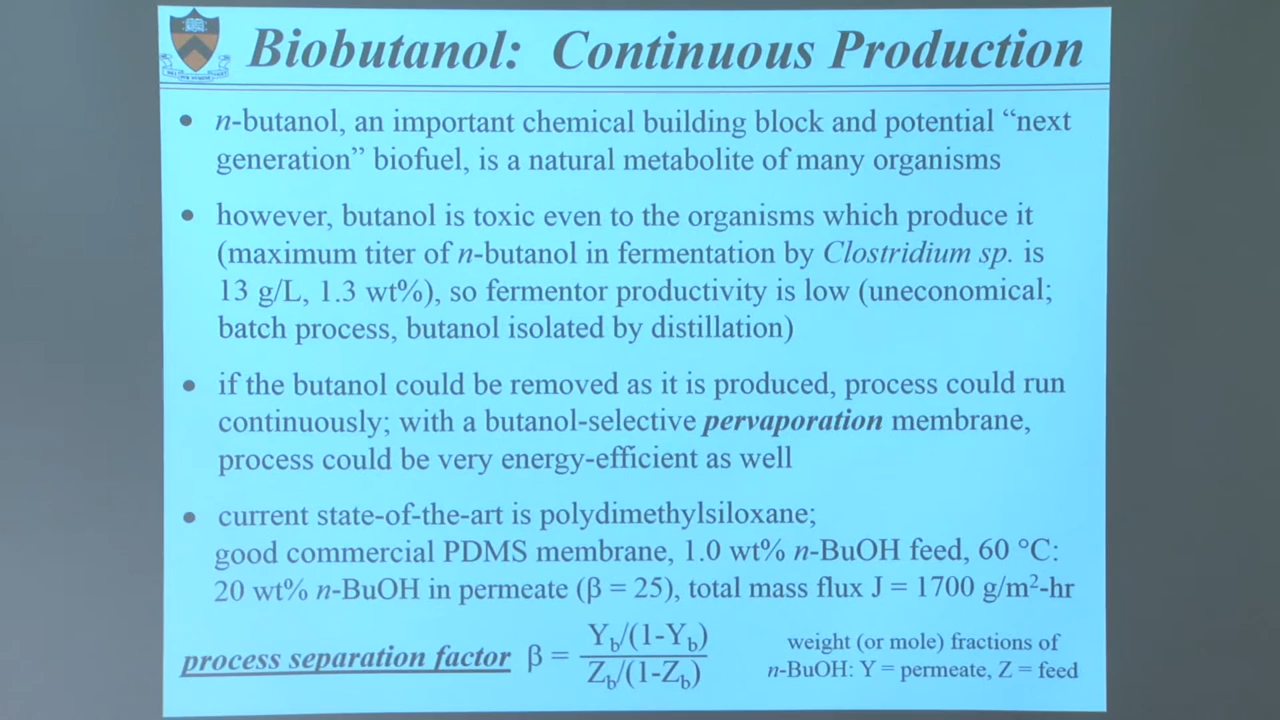 Biobutanol: Continuous Production
• n-butanol, an important chemical building block and potential “next
generation” biofuel, is a natural metabolite of many organisms
• however, butanol is toxic even to the organisms which produce it
(maximum titer of n-butanol in fermentation by Clostridium sp. is
13 g/L, 1.3 wt%), so fermentor productivity is low (uneconomical;
batch process, butanol isolated by distillation)
• if the butanol could be removed as it is produced, process could run
continuously; with a butanol-selective pervaporation membrane,
process could be very energy-efficient as well
• current state-of-the-art is polydimethylsiloxane;
good commercial PDMS membrane, 1.0 wt% n-BuOH feed, 60 °C:
20 wt% n-BuOH in permeate (β = 25), total mass flux J = 1700 g/m²-hr
process separation factor β = Y_b/(1-Y_b)
Z_b/(1-Z_b)
weight (or mole) fractions of
n-BuOH: Y = permeate, Z = feed